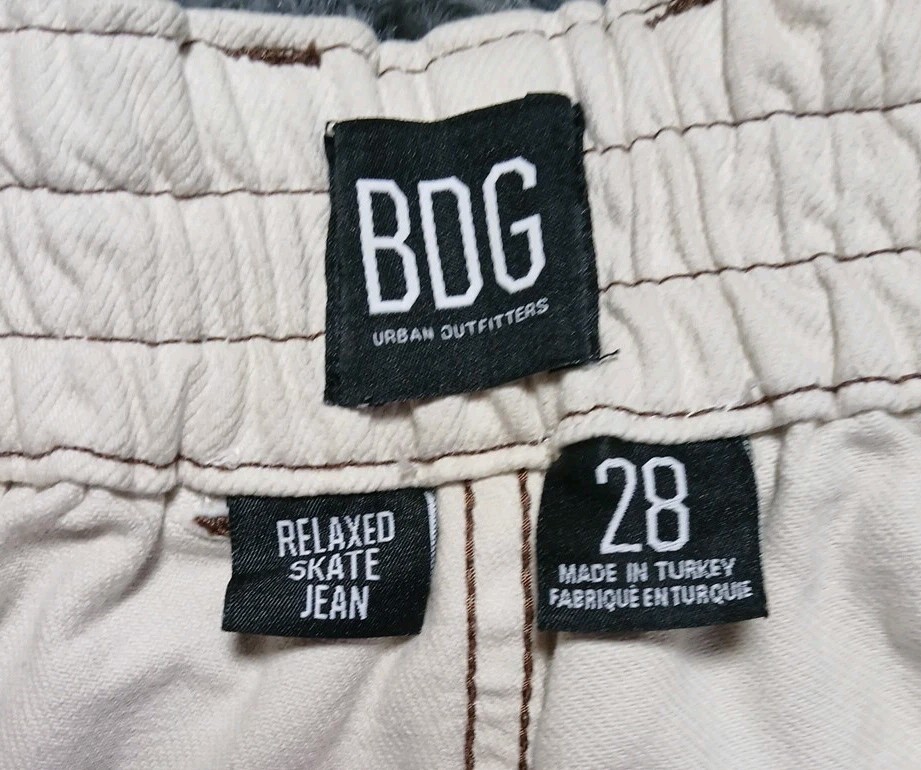 BDG
URBAN OUTFITTERS
RELAXED
SKATE
JEAN
28
MADE IN TURKEY
FABRIQUÉ EN TURQUIE